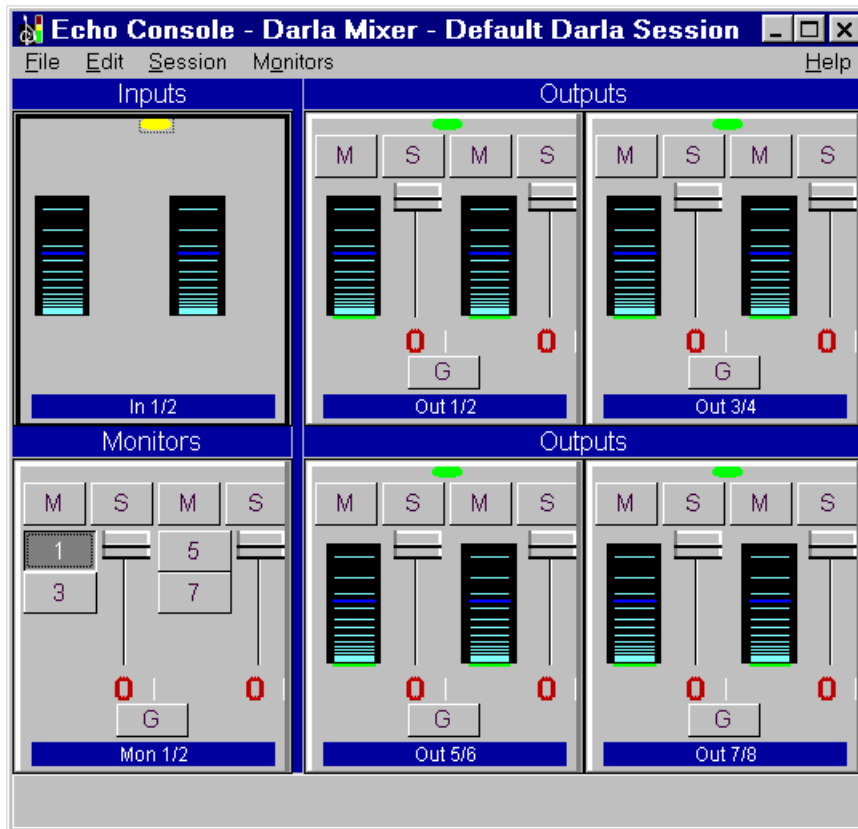 Echo Console - Darla Mixer - Default Darla Session
File Edit Session Monitors Help
Inputs Outputs
M S M S M S M S
0 0 0 0
G G
In 1/2 Out 1/2 Out 3/4
Monitors Outputs
M S M S M S M S M S M S
1 5
3 7
0 0 0 0 0 0
G G G
Mon 1/2 Out 5/6 Out 7/8